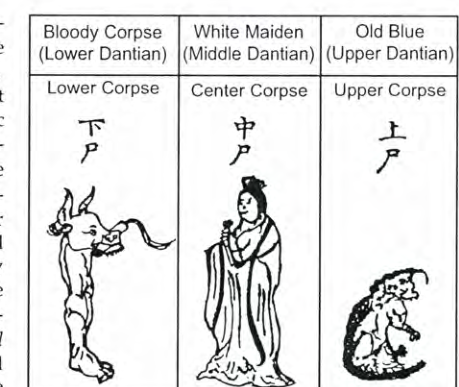 Bloody Corpse
(Lower Dantian)
White Maiden
(Middle Dantian)
Old Blue
(Upper Dantian)
Lower Corpse
Center Corpse
Upper Corpse
下尸
中尸
上尸